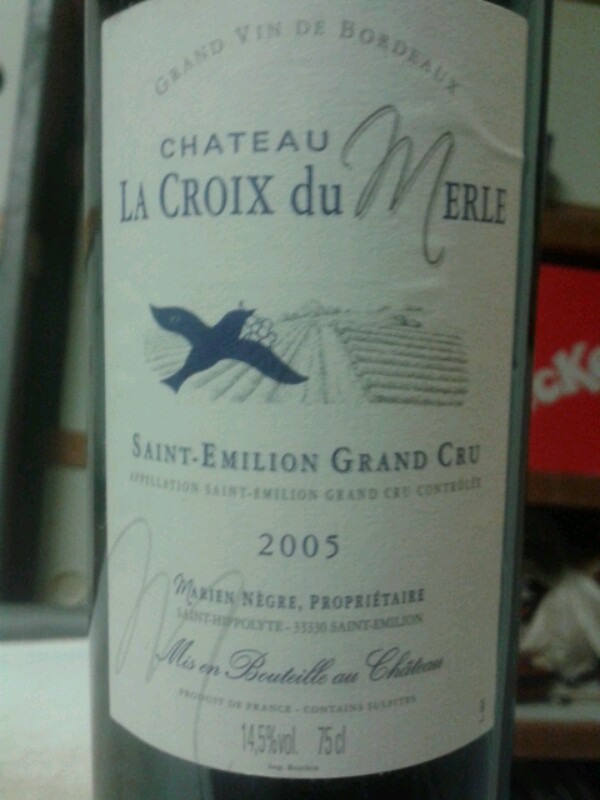 GRAND VIN DE BORDEAUX
CHATEAU
LA CROIX du MERLE
SAINT-EMILION GRAND CRU
APPELLATION SAINT-EMILION GRAND CRU CONTRÔLÉE
2005
MARIEN NÈGRE, PROPRIÉTAIRE
SAINT-HIPPOLYTE - 33330 SAINT-EMILION
Mis en Bouteille au Château
PRODUIT DE FRANCE - CONTAINS SULFITES
14,5%vol. 75cl